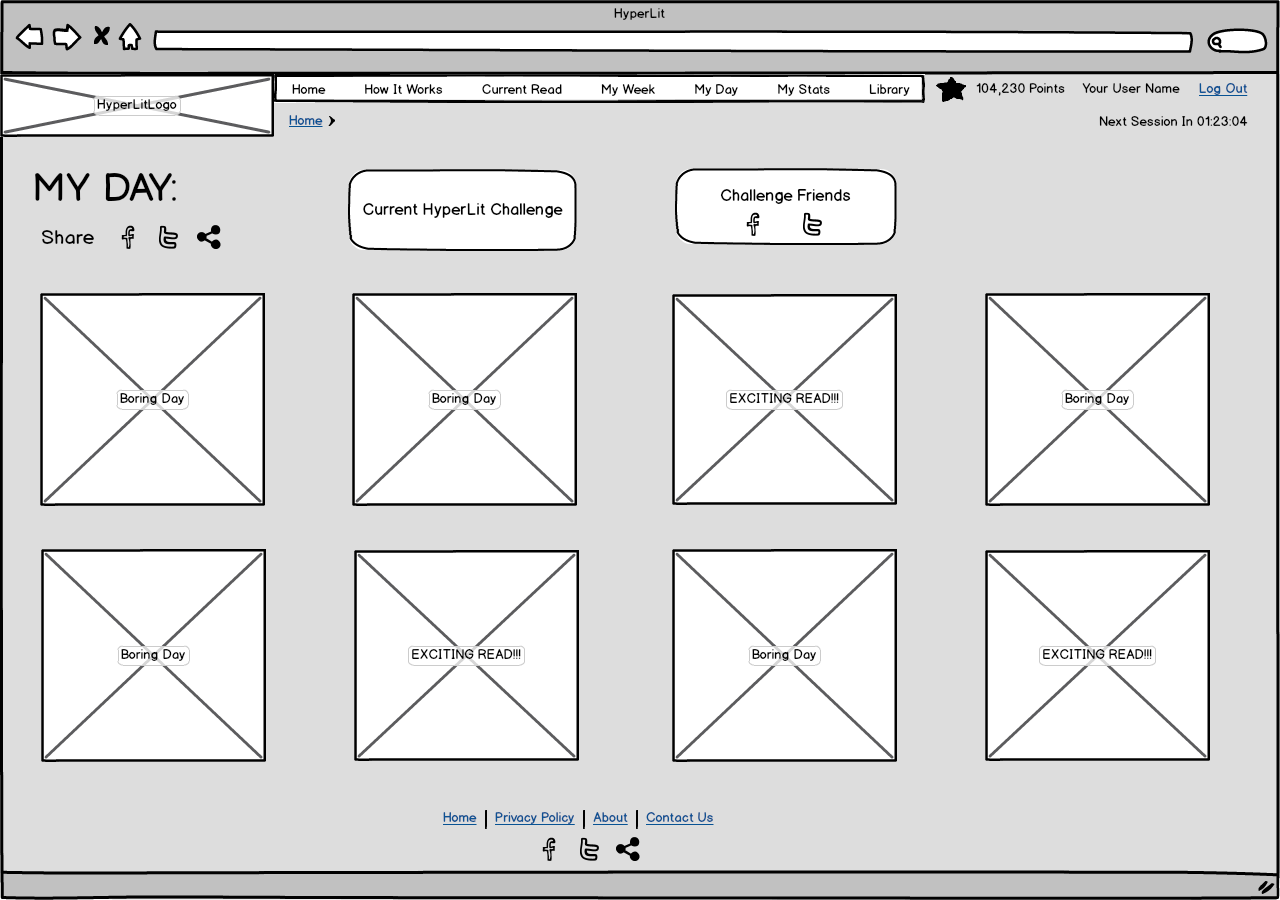 HyperLit
HyperLitLogo
Home How It Works Current Read My Week My Day My Stats Library
104,230 Points Your User Name Log Out
Home
Next Session In 01:23:04
MY DAY:
Share
Current HyperLit Challenge
Challenge Friends
Boring Day Boring Day EXCITING READ!!! Boring Day
Boring Day EXCITING READ!!! Boring Day EXCITING READ!!!
Home Privacy Policy About Contact Us